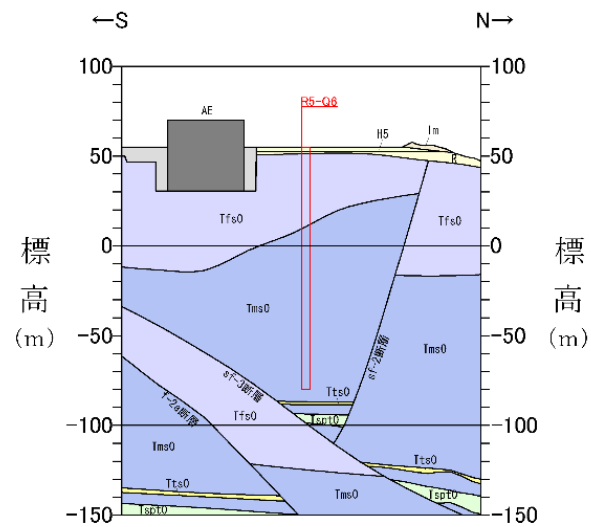 ←S
N→
100
100
R5-Q6
AE
H5
Im
50
R
50
Tfs0
Tfs0
標高(m)
0
0
標高(m)
Tms0
sf-2断層
Tms0
-50
-50
sf-3断層
Tts0
f-2a断層
Tfs0
Tspt0
-100
-100
Tms0
Tts0
Tts0
Tms0
Tspt0
Tspt0
-150
-150